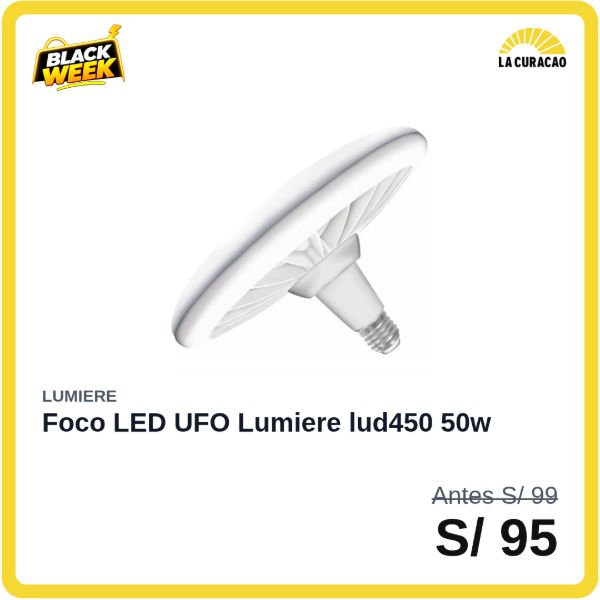 BLACK
WEEK
LA CURACAO
LUMIERE
Foco LED UFO Lumiere lud450 50w
Antes S/ 99
S/ 95